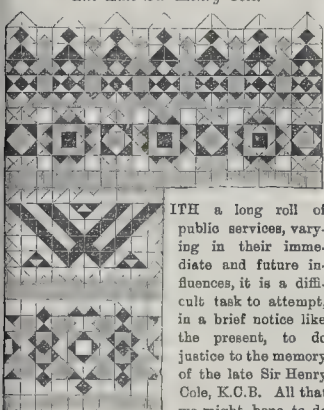 ITH a long roll of
public services, vary-
ing in their imme-
diate and future in-
fluences, it is a diffi-
cult task to attempt,
in a brief notice like
the present, to do
justice to the memory
of the late Sir Henry
Cole, K.C.B. All that